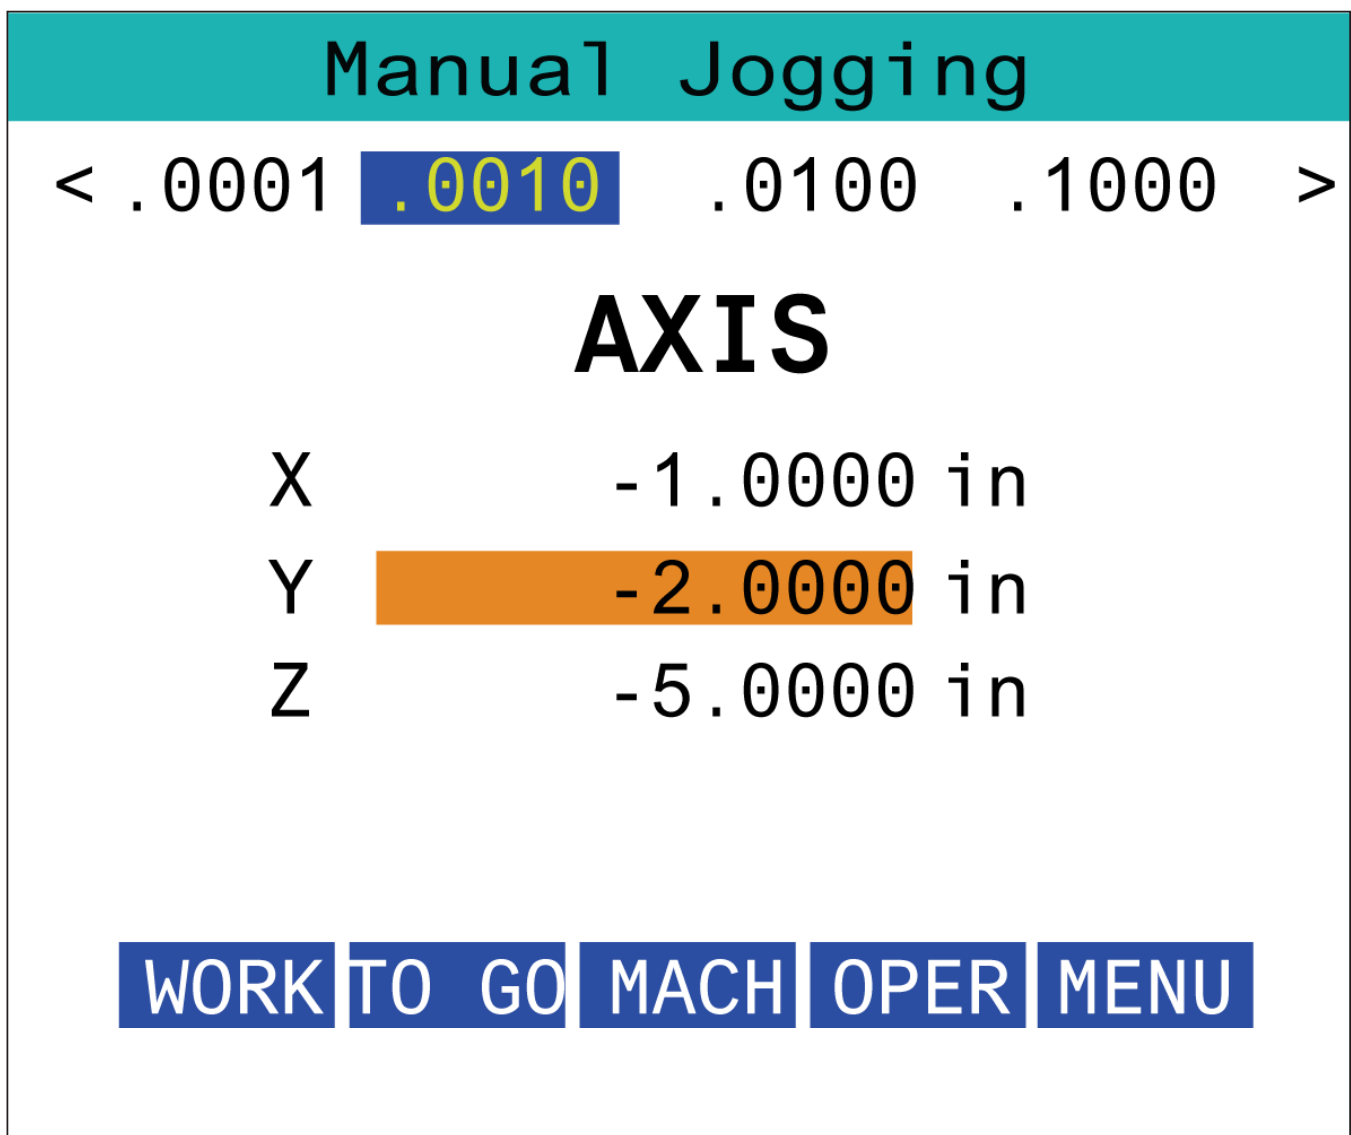 Manual Jogging
< .0001 .0010 .0100 .1000 >
AXIS
X -1.0000 in
Y -2.0000 in
Z -5.0000 in
WORK TO GO MACH OPER MENU